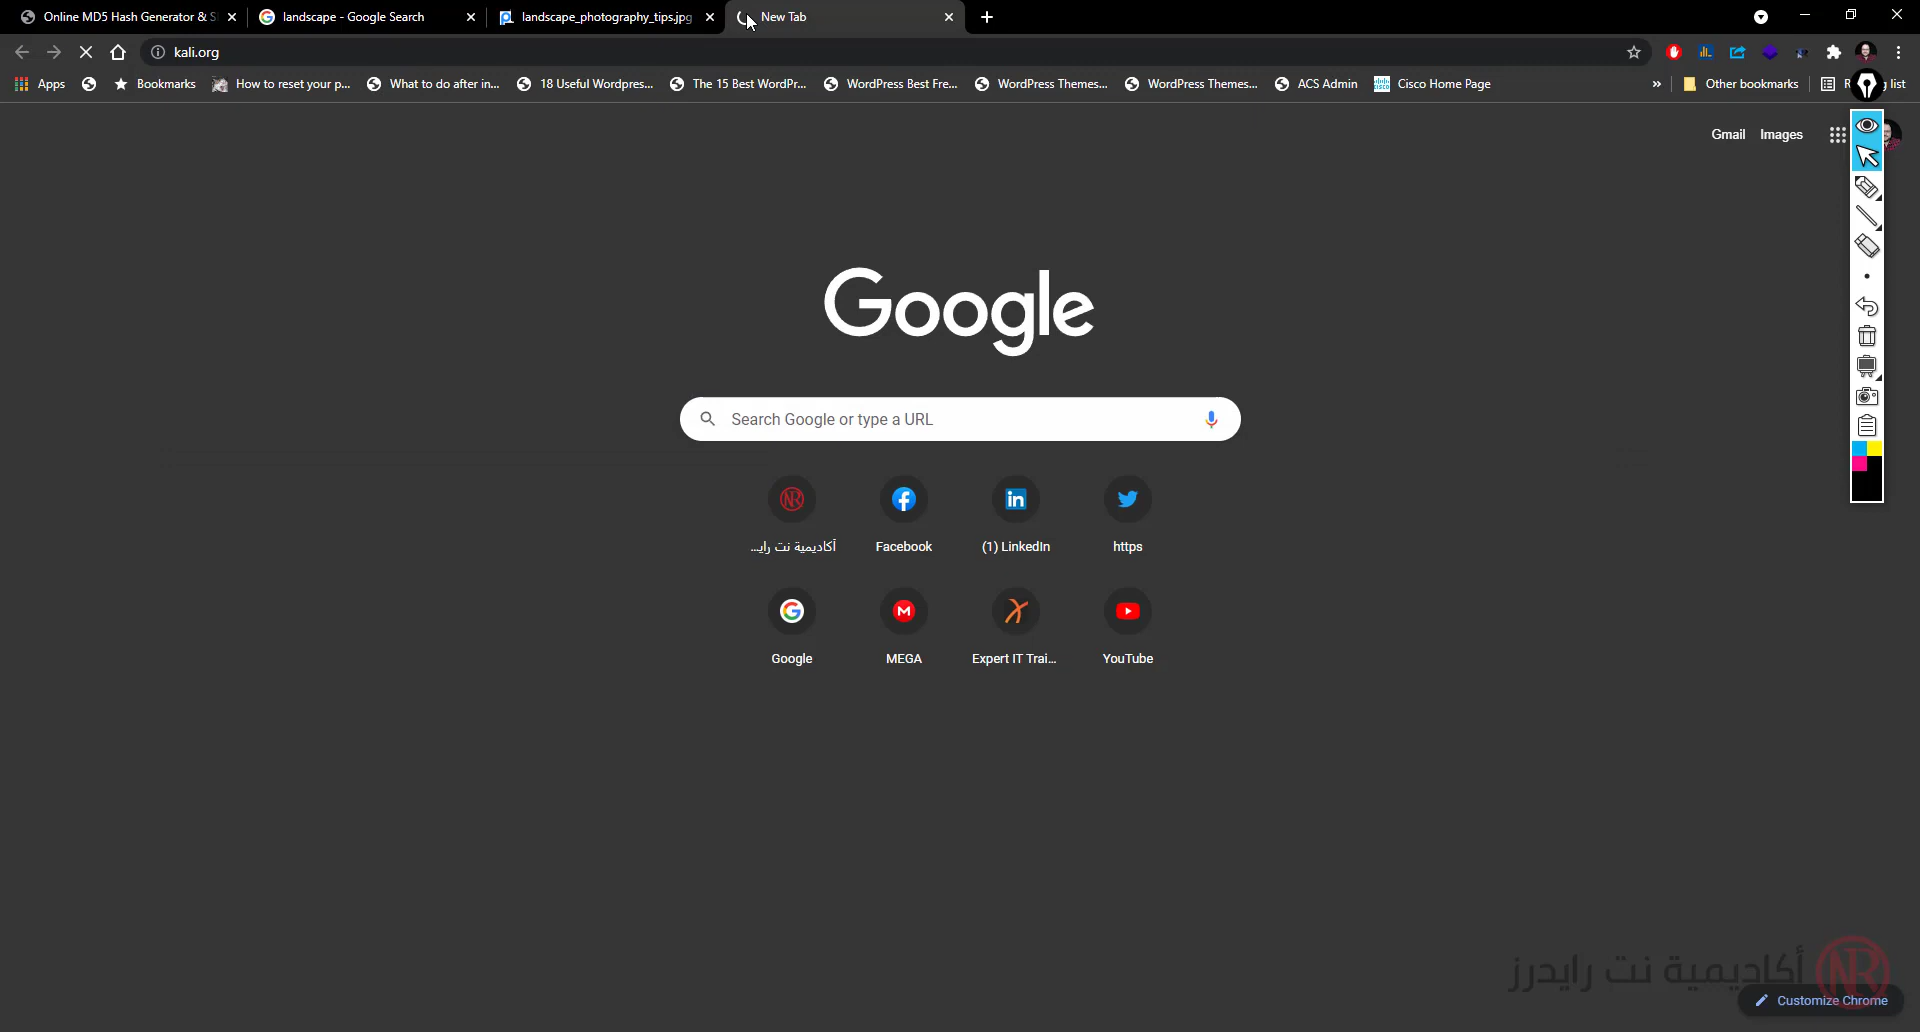 Online MD5 Hash Generator & S
landscape - Google Search
landscape_photography_tips.jpg
New Tab
kali.org
Apps
Bookmarks
How to reset your p...
What to do after in...
18 Useful Wordpres...
The 15 Best WordPr...
WordPress Best Fre...
WordPress Themes...
WordPress Themes...
ACS Admin
Cisco Home Page
»
Other bookmarks
list
Gmail
Images
Google
Search Google or type a URL
أكاديمية نت رايـ...
Facebook
(1) LinkedIn
https
Google
MEGA
Expert IT Trai...
YouTube
أكاديمية نت رايدرز
NR
Customize Chrome